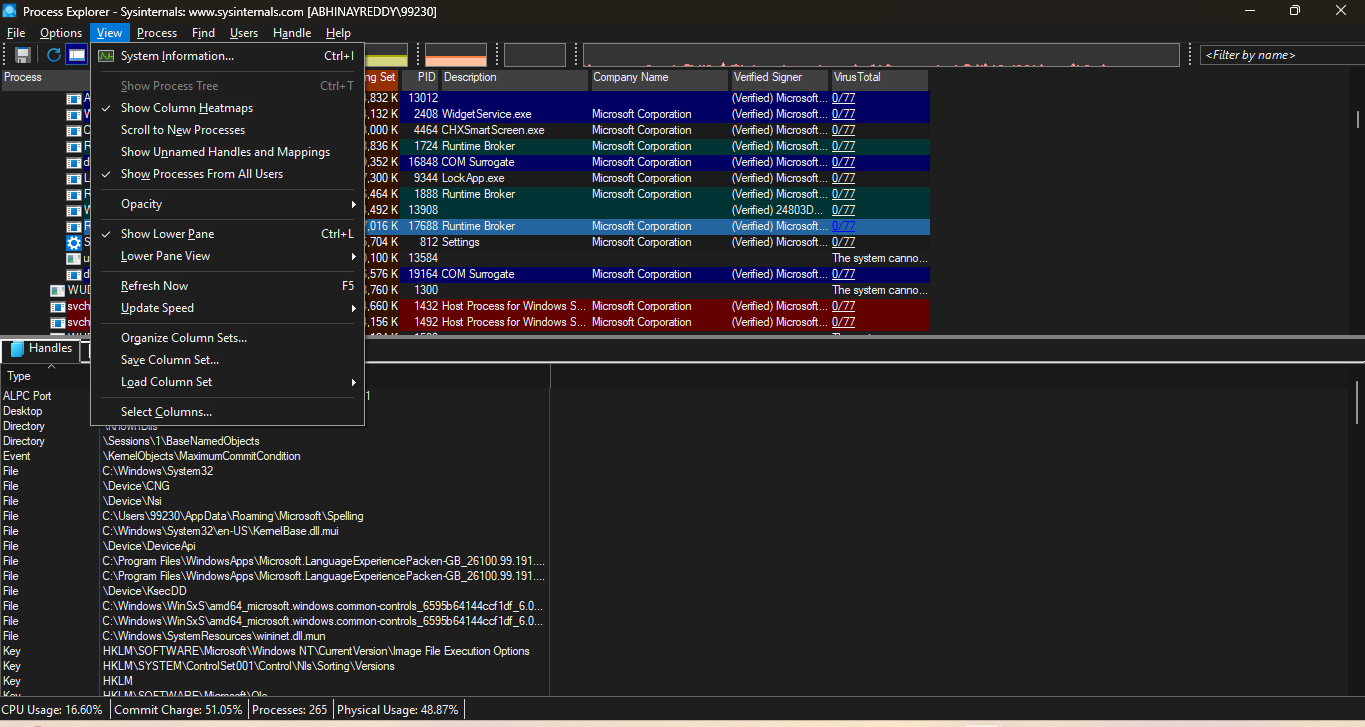 Process Explorer - Sysinternals: www.sysinternals.com [ABHINAYREDDY\99230]
File Options View Process Find Users Handle Help
<Filter by name>
System Information... Ctrl+I
Show Process Tree Ctrl+T
Show Column Heatmaps
Scroll to New Processes
Show Unnamed Handles and Mappings
Show Processes From All Users
Opacity
Show Lower Pane Ctrl+L
Lower Pane View
Refresh Now F5
Update Speed
Organize Column Sets...
Save Column Set...
Load Column Set
Select Columns...
Process ng Set PID Description Company Name Verified Signer VirusTotal
,832 K 13012 (Verified) Microsoft... 0/77
,132 K 2408 WidgetService.exe Microsoft Corporation (Verified) Microsoft... 0/77
,000 K 4464 CHXSmartScreen.exe Microsoft Corporation (Verified) Microsoft... 0/77
,836 K 1724 Runtime Broker Microsoft Corporation (Verified) Microsoft... 0/77
,352 K 16848 COM Surrogate Microsoft Corporation (Verified) Microsoft... 0/77
,300 K 9344 LockApp.exe Microsoft Corporation (Verified) Microsoft... 0/77
,464 K 1888 Runtime Broker Microsoft Corporation (Verified) Microsoft... 0/77
,492 K 13908 (Verified) 24803D... 0/77
,016 K 17688 Runtime Broker Microsoft Corporation (Verified) Microsoft... 0/77
,704 K 812 Settings Microsoft Corporation (Verified) Microsoft... 0/77
,100 K 13584 The system canno...
,576 K 19164 COM Surrogate Microsoft Corporation (Verified) Microsoft... 0/77
WUD ,760 K 1300 The system canno...
svch ,660 K 1432 Host Process for Windows S... Microsoft Corporation (Verified) Microsoft... 0/77
svch ,156 K 1492 Host Process for Windows S... Microsoft Corporation (Verified) Microsoft... 0/77
Handles
Type
ALPC Port
Desktop
Directory \KnownDlls
Directory \Sessions\1\BaseNamedObjects
Event \KernelObjects\MaximumCommitCondition
File C:\Windows\System32
File \Device\CNG
File \Device\Nsi
File C:\Users\99230\AppData\Roaming\Microsoft\Spelling
File C:\Windows\System32\en-US\KernelBase.dll.mui
File \Device\DeviceApi
File C:\Program Files\WindowsApps\Microsoft.LanguageExperiencePacken-GB_26100.99.191....
File C:\Program Files\WindowsApps\Microsoft.LanguageExperiencePacken-GB_26100.99.191....
File \Device\KsecDD
File C:\Windows\WinSxS\amd64_microsoft.windows.common-controls_6595b64144ccf1df_6.0...
File C:\Windows\WinSxS\amd64_microsoft.windows.common-controls_6595b64144ccf1df_6.0...
File C:\Windows\SystemResources\wininet.dll.mun
Key HKLM\SOFTWARE\Microsoft\Windows NT\CurrentVersion\Image File Execution Options
Key HKLM\SYSTEM\ControlSet001\Control\Nls\Sorting\Versions
Key HKLM
Key HKLM\SOFTWARE\Microsoft\Ole
CPU Usage: 16.60% Commit Charge: 51.05% Processes: 265 Physical Usage: 48.87%